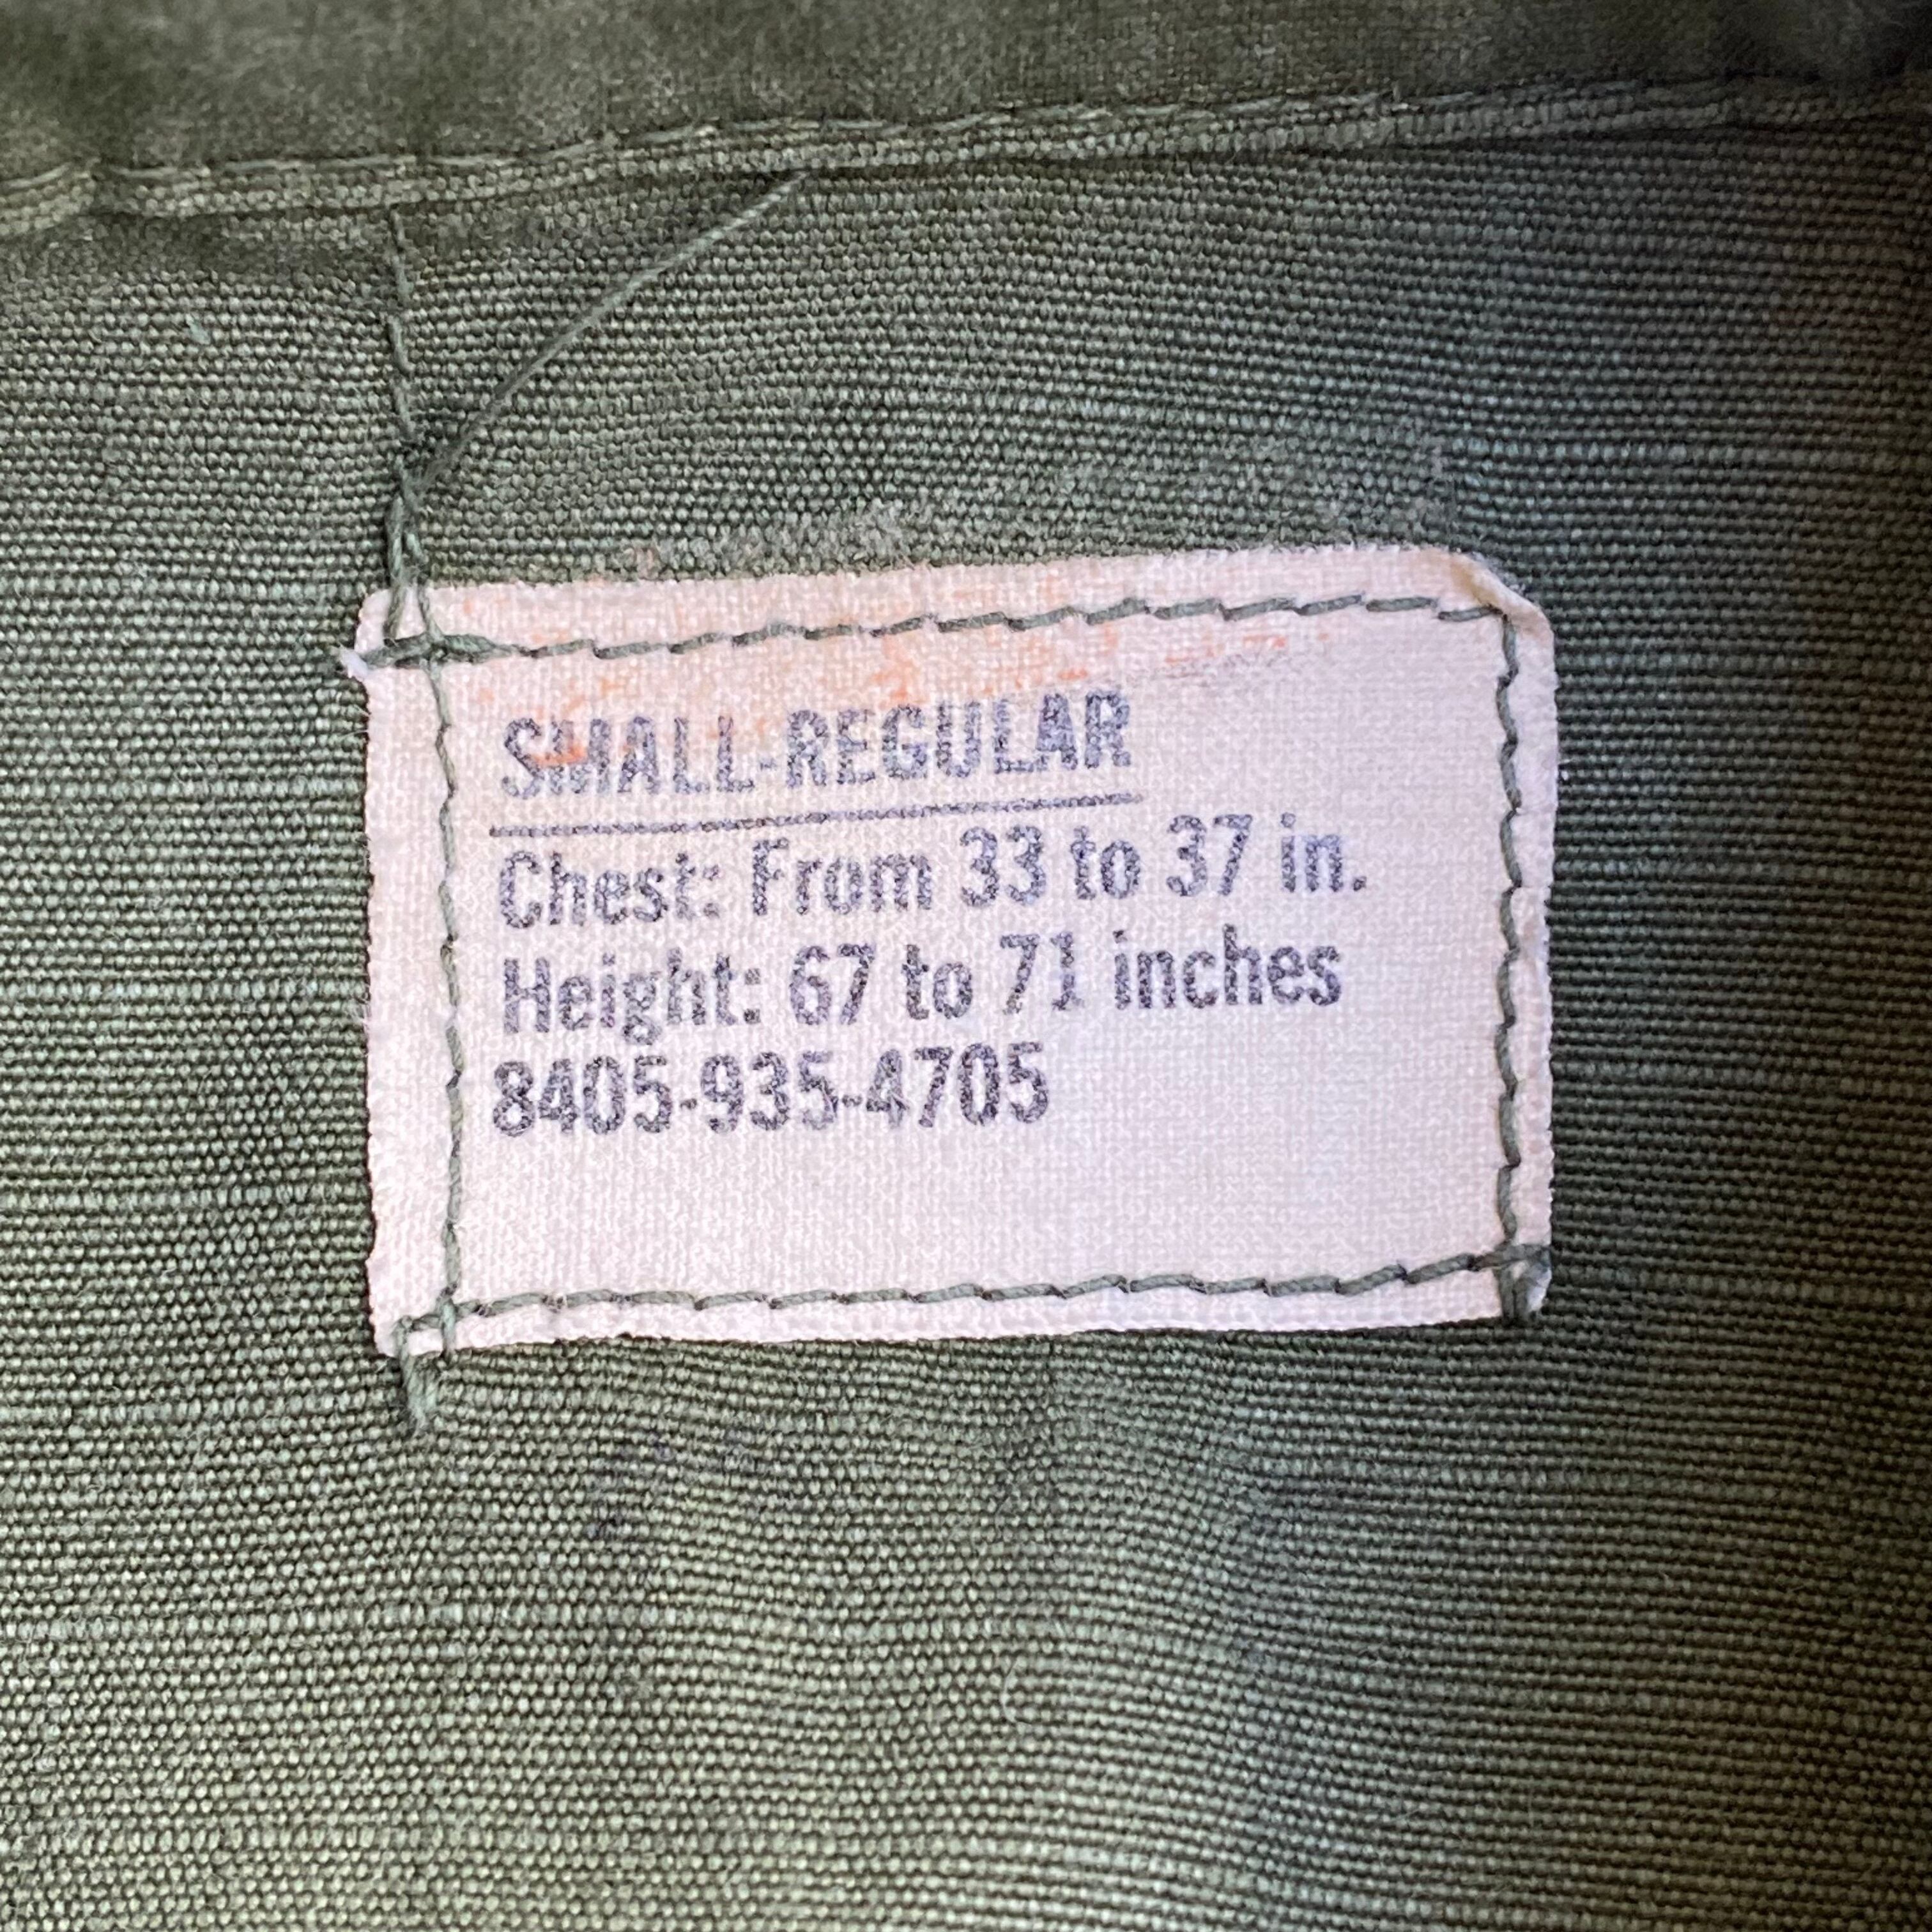 SMALL-REGULAR
Chest: From 33 to 37 in.
Height: 67 to 71 inches
8405-935-4705